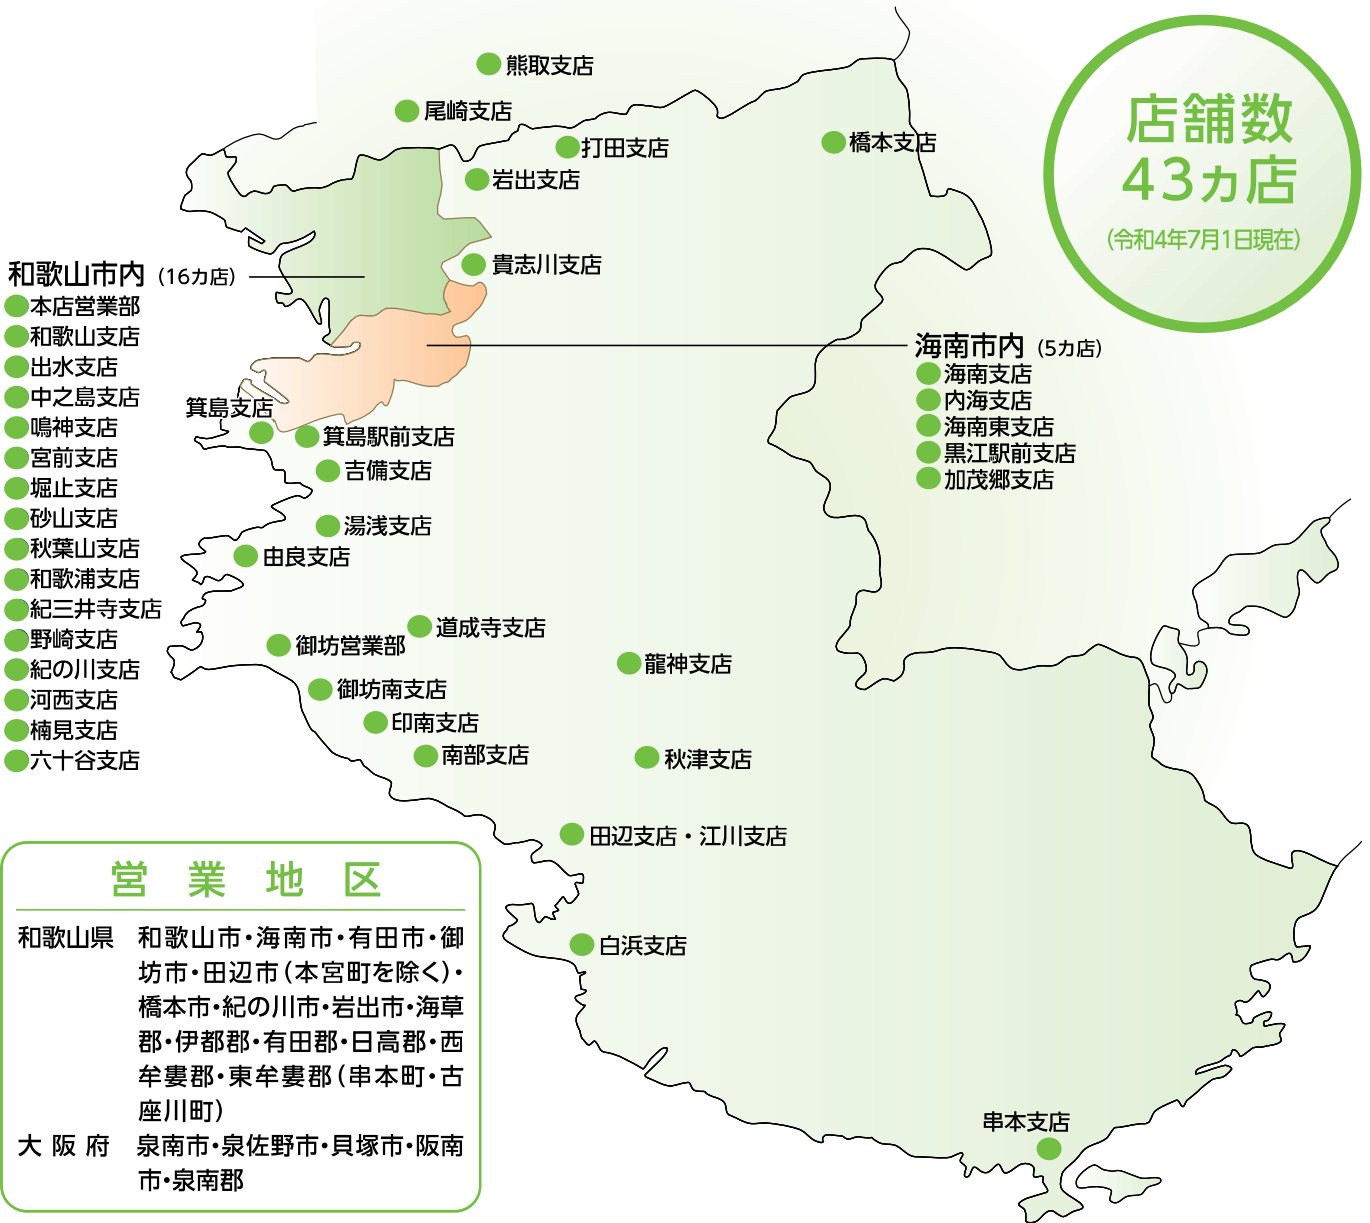 店舗数
43ヵ店
(令和4年7月1日現在)
熊取支店
尾崎支店
打田支店
橋本支店
岩出支店
貴志川支店
和歌山市内（16カ店）
本店営業部
和歌山支店
出水支店
中之島支店
鳴神支店
宮前支店
堀止支店
砂山支店
秋葉山支店
和歌浦支店
紀三井寺支店
野崎支店
紀の川支店
河西支店
楠見支店
六十谷支店
海南市内（5カ店）
海南支店
内海支店
海南東支店
黒江駅前支店
加茂郷支店
箕島支店
箕島駅前支店
吉備支店
湯浅支店
由良支店
道成寺支店
御坊営業部
龍神支店
御坊南支店
印南支店
南部支店
秋津支店
田辺支店・江川支店
白浜支店
串本支店
営業地区
和歌山県 和歌山市・海南市・有田市・御
坊市・田辺市（本宮町を除く）・
橋本市・紀の川市・岩出市・海草
郡・伊都郡・有田郡・日高郡・西
牟婁郡・東牟婁郡（串本町・古
座川町）
大阪府 泉南市・泉佐野市・貝塚市・阪南
市・泉南郡